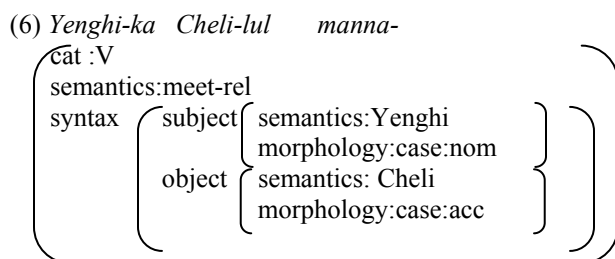 (6) Yenghi-ka Cheli-lul manna-
cat :V
semantics:meet-rel
syntax subject semantics:Yenghi
morphology:case:nom
object semantics: Cheli
morphology:case:acc